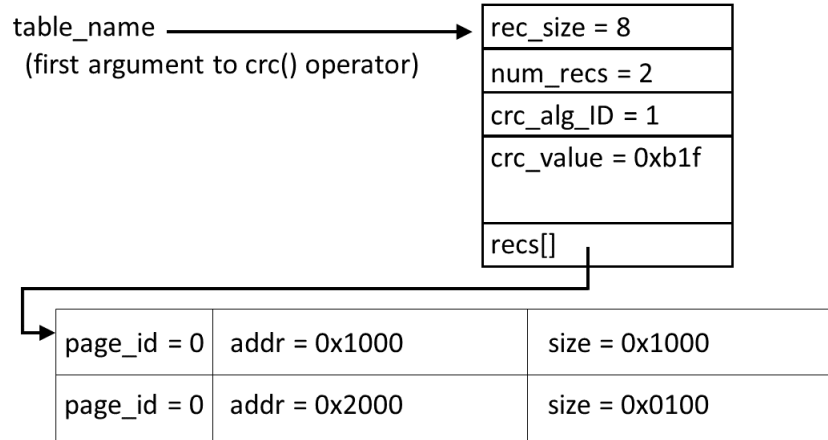 table_name
(first argument to crc() operator)
rec_size = 8
num_recs = 2
crc_alg_ID = 1
crc_value = 0xb1f
recs[]
page_id = 0 addr = 0x1000 size = 0x1000
page_id = 0 addr = 0x2000 size = 0x0100